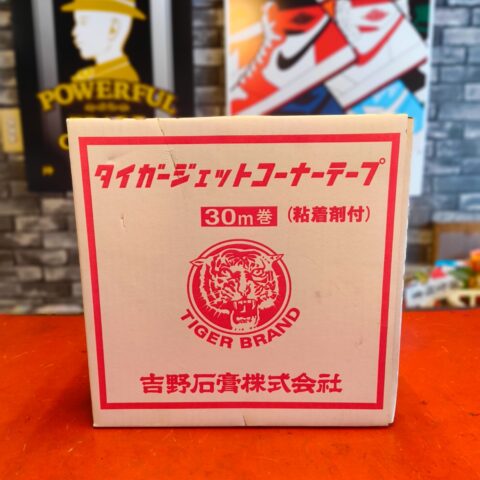 POWERFUL
タイガージェットコーナーテープ
30m巻 (粘着剤付)
TIGER BRAND
吉野石膏株式会社